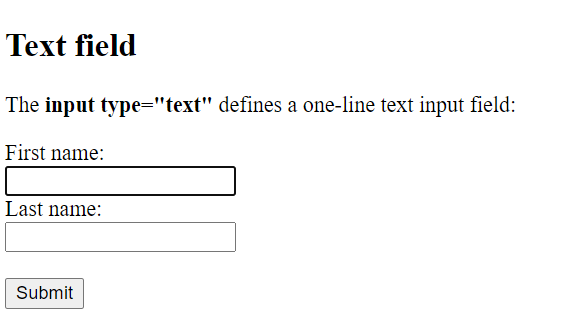 Text field
The input type="text" defines a one-line text input field:
First name:
Last name:
Submit